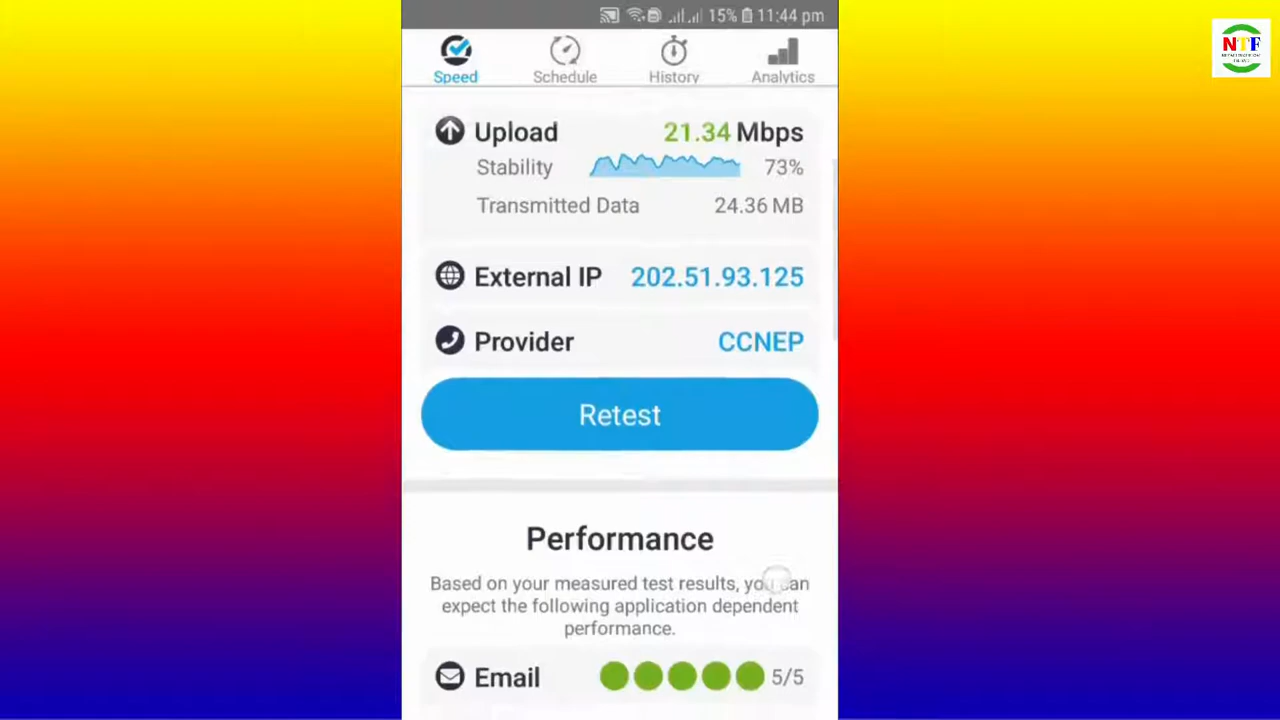 15% 11:44 pm
NTF
Speed Schedule History Analytics
Upload 21.34 Mbps
Stability 73%
Transmitted Data 24.36 MB
External IP 202.51.93.125
Provider CCNEP
Retest
Performance
Based on your measured test results, you can
expect the following application dependent
performance.
Email 5/5